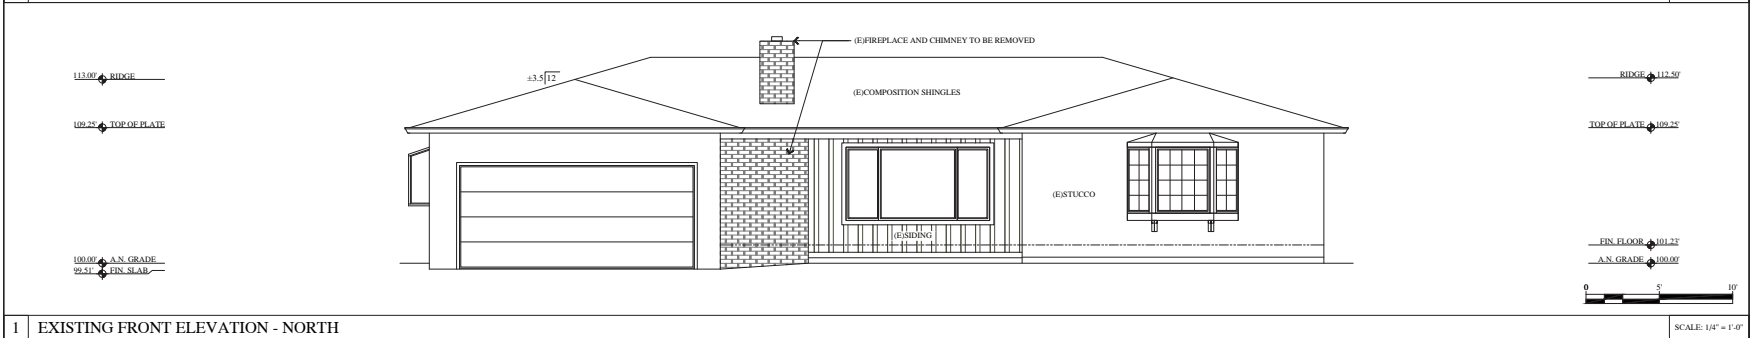 (E)FIREPLACE AND CHIMNEY TO BE REMOVED
113.00' RIDGE
±3.5 12
RIDGE 112.50'
(E)COMPOSITION SHINGLES
109.25' TOP OF PLATE
TOP OF PLATE 109.25'
(E)STUCCO
(E)SIDING
FIN. FLOOR 101.23'
100.00' A.N. GRADE
A.N. GRADE 100.00'
99.51' FIN. SLAB
0 5' 10'
1 EXISTING FRONT ELEVATION - NORTH
SCALE: 1/4" = 1'-0"